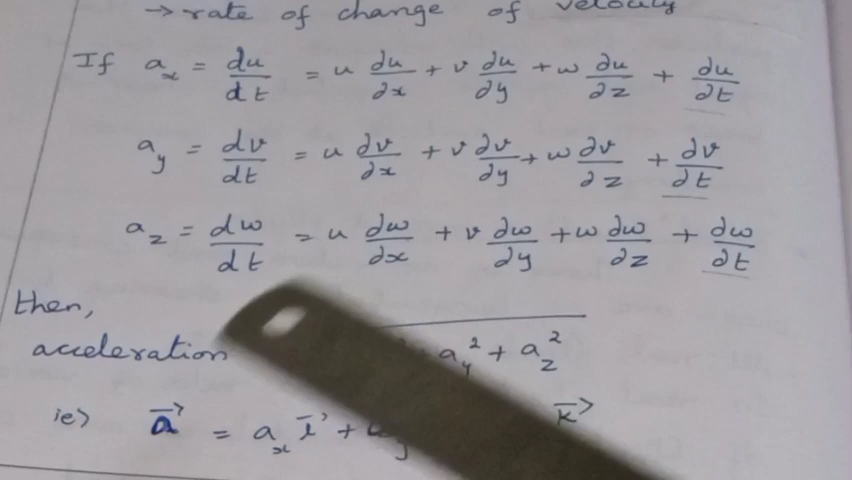 → rate of change of velocity
If aₓ = du/dt = u ∂u/∂x + v ∂u/∂y + w ∂u/∂z + ∂u/∂t
a_y = dv/dt = u ∂v/∂x + v ∂v/∂y + w ∂v/∂z + ∂v/∂t
a_z = dw/dt = u ∂w/∂x + v ∂w/∂y + w ∂w/∂z + ∂w/∂t
then,
acceleration a_y² + a_z²
ie) a⃗ = aₓ i⃗ + k⃗